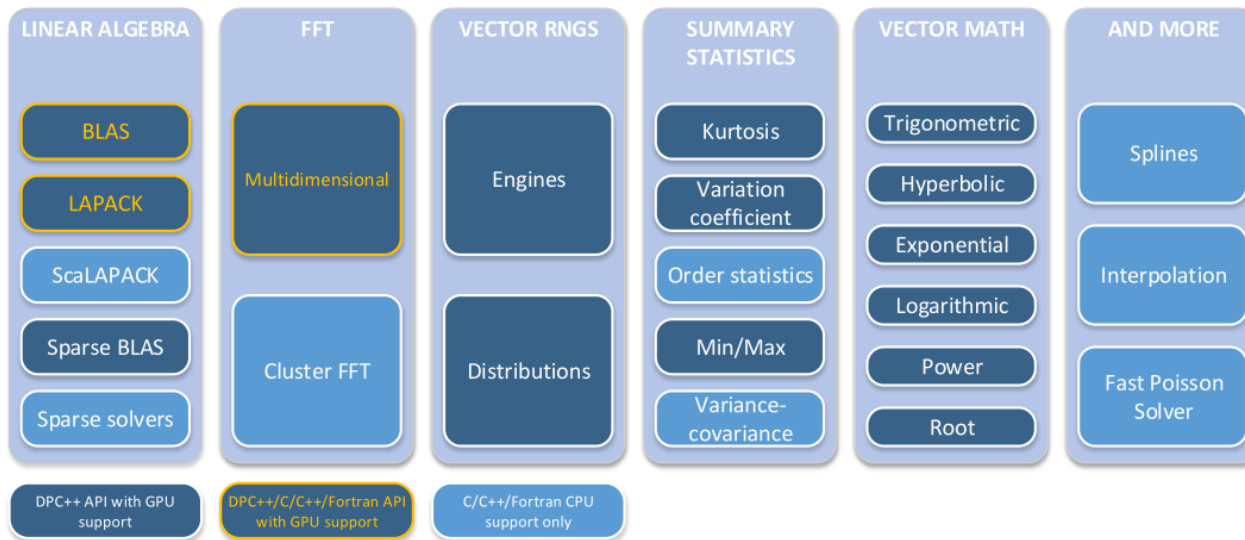 LINEAR ALGEBRA
BLAS
LAPACK
ScaLAPACK
Sparse BLAS
Sparse solvers
FFT
Multidimensional
Cluster FFT
VECTOR RNGS
Engines
Distributions
SUMMARY
STATISTICS
Kurtosis
Variation
coefficient
Order statistics
Min/Max
Variance-
covariance
VECTOR MATH
Trigonometric
Hyperbolic
Exponential
Logarithmic
Power
Root
AND MORE
Splines
Interpolation
Fast Poisson
Solver
DPC++ API with GPU
support
DPC++/C/C++/Fortran API
with GPU support
C/C++/Fortran CPU
support only